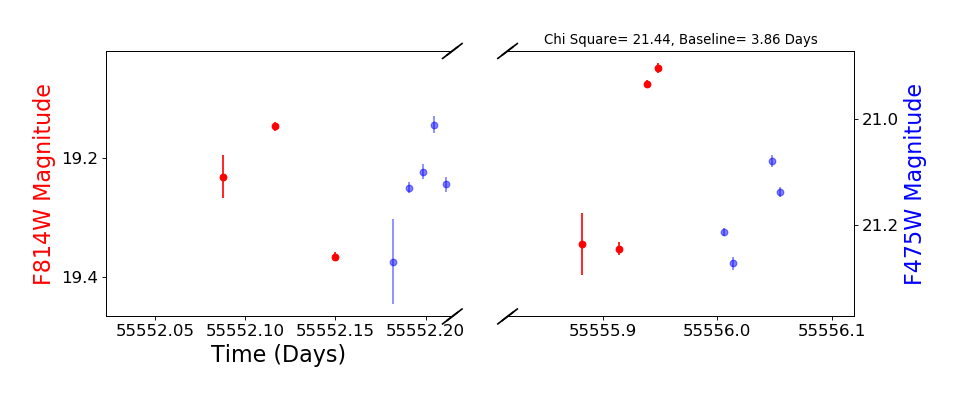 Chi Square= 21.44, Baseline= 3.86 Days
F814W Magnitude
19.2
19.4
21.0
21.2
F475W Magnitude
55552.05 55552.10 55552.15 55552.20 55555.9 55556.0 55556.1
Time (Days)